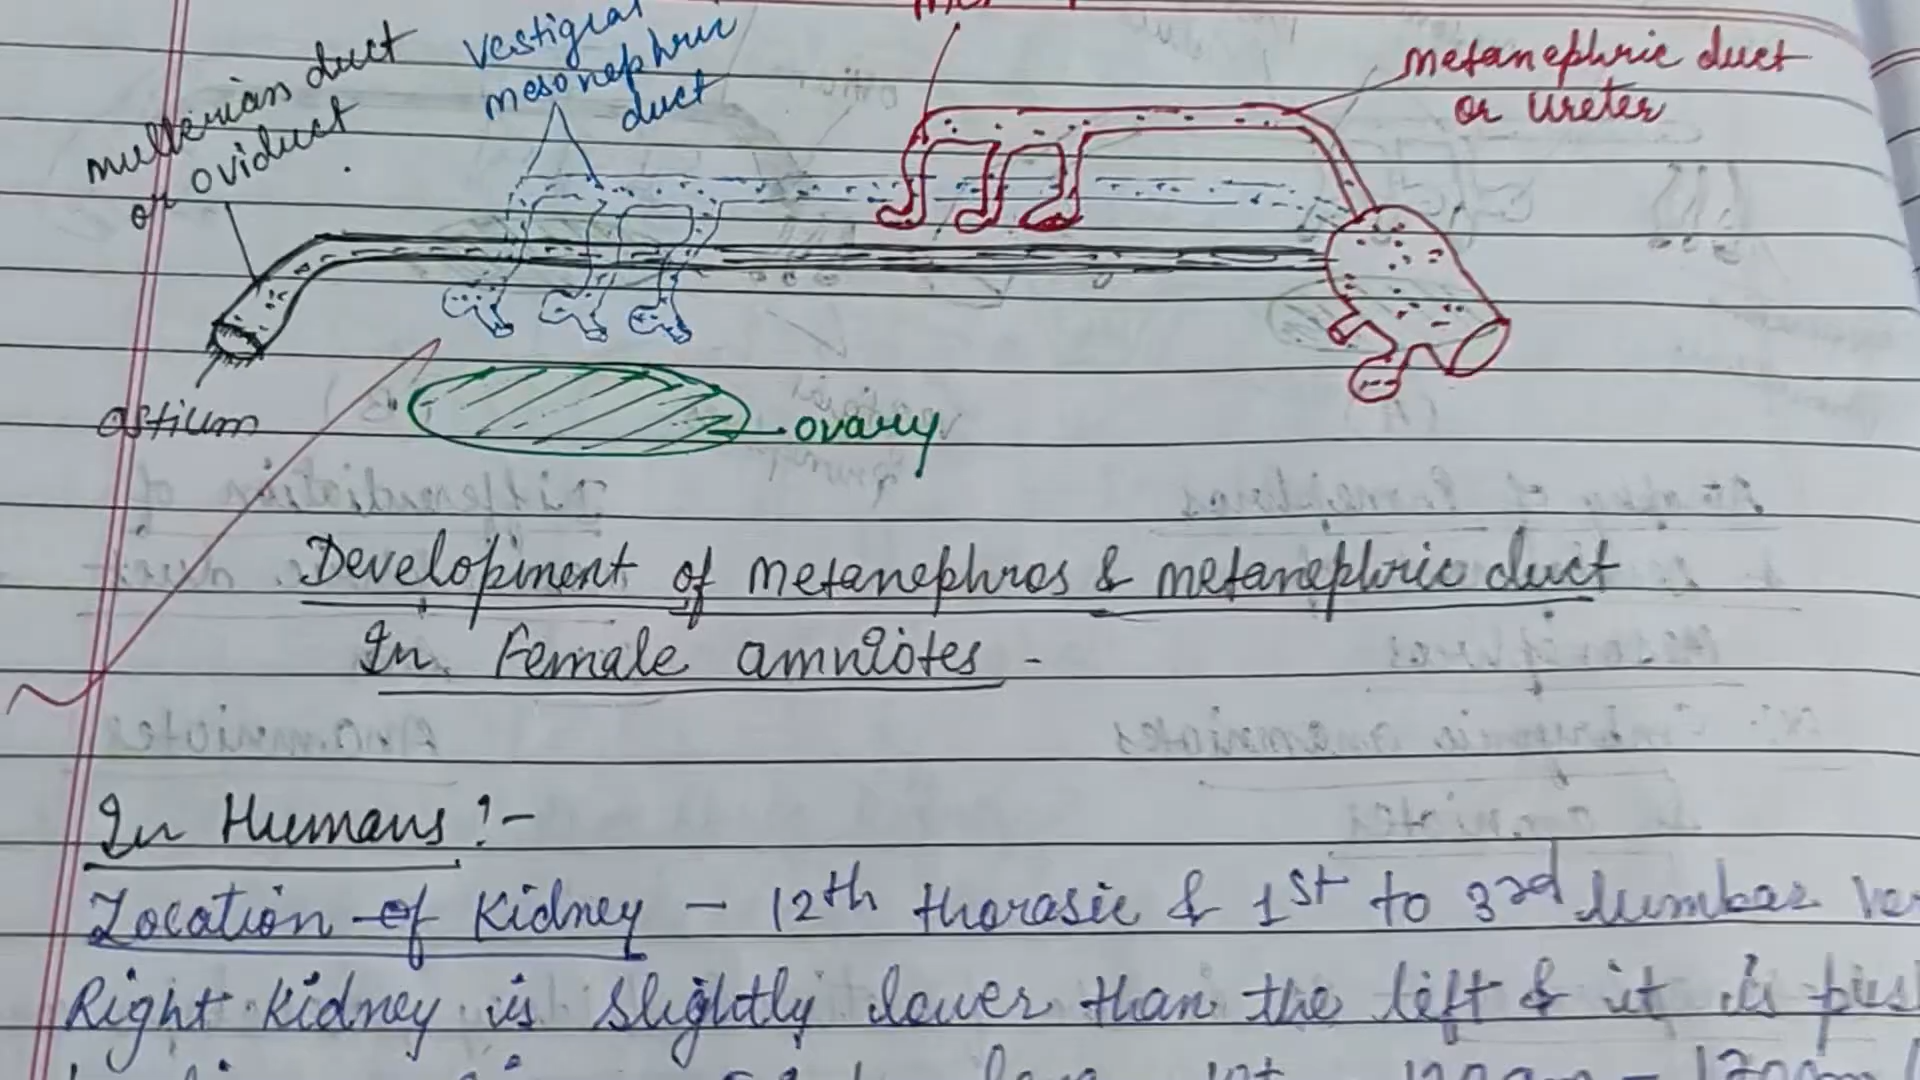 mullerian duct
or oviduct
vestigial
mesonephric
duct
metanephric duct
or ureter
ostium
ovary
Development of metanephros & metanephric duct
In Female amniotes -
In Humans :-
Location of Kidney - 12th thorasic & 1st to 3rd lumbar
Right kidney is slightly lower than the left & it is